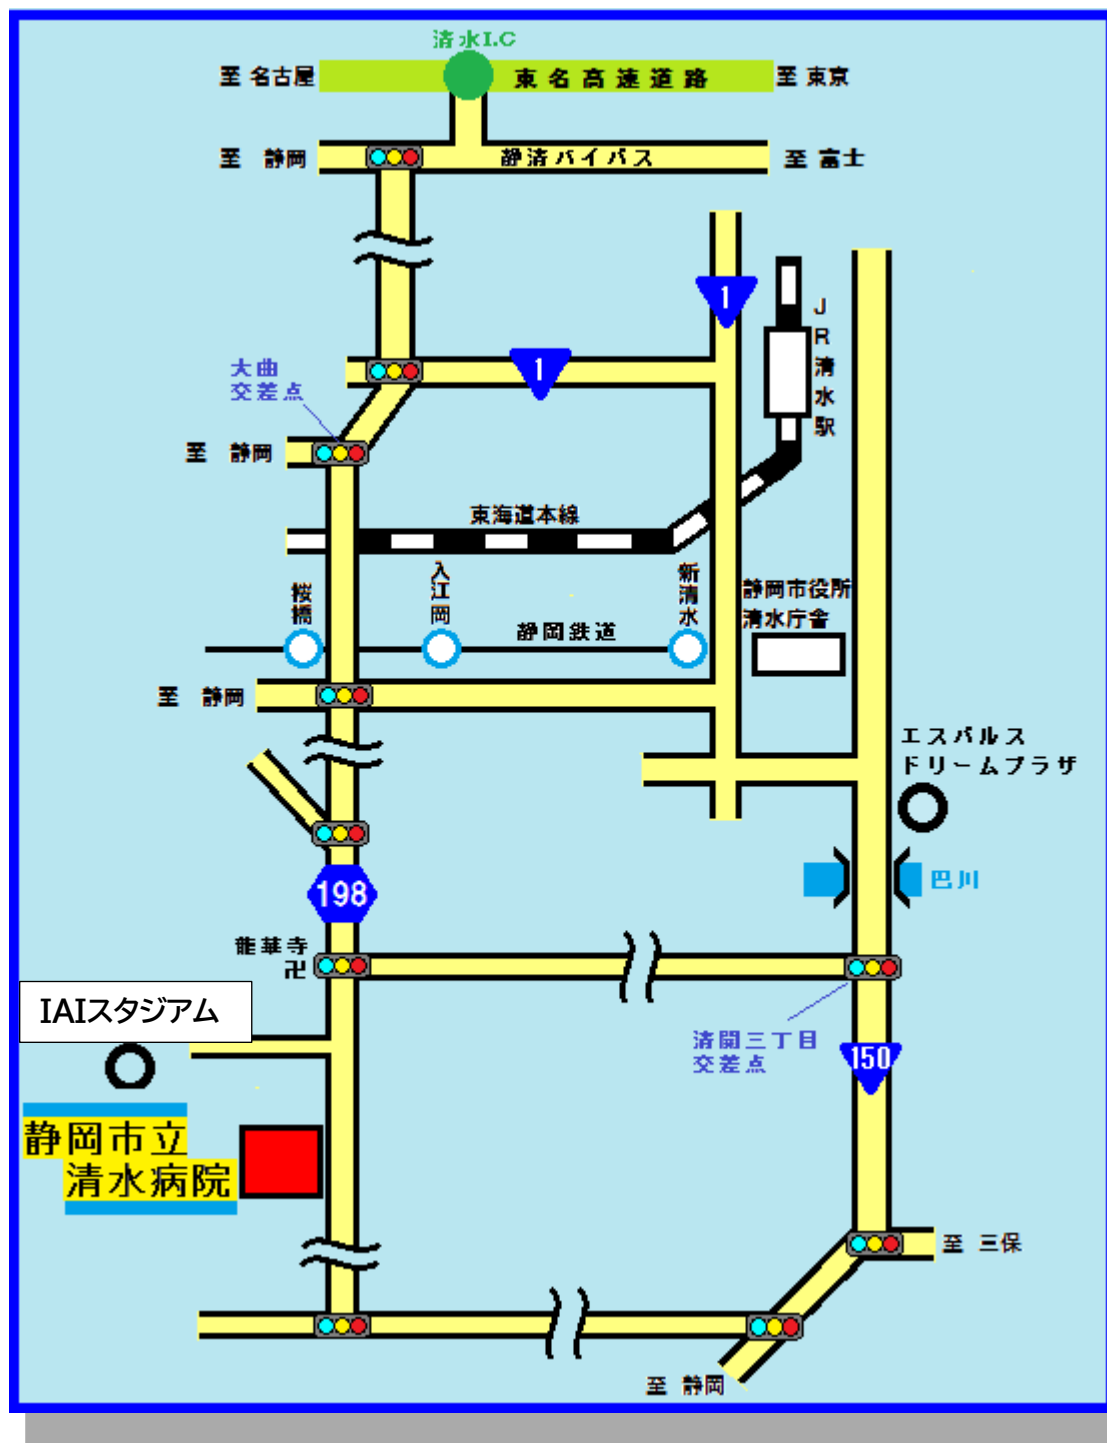 清水I.C
至 名古屋
東名高速道路
至 東京
至 静岡
静清バイパス
至 富士
1
JR清水駅
1
大曲
交差点
至 静岡
東海道本線
桜橋
入江岡
新清水
静岡鉄道
静岡市役所
清水庁舎
至 静岡
エスパルス
ドリームプラザ
198
巴川
龍華寺
卍
IAIスタジアム
清開三丁目
交差点
150
静岡市立
清水病院
至 三保
至 静岡